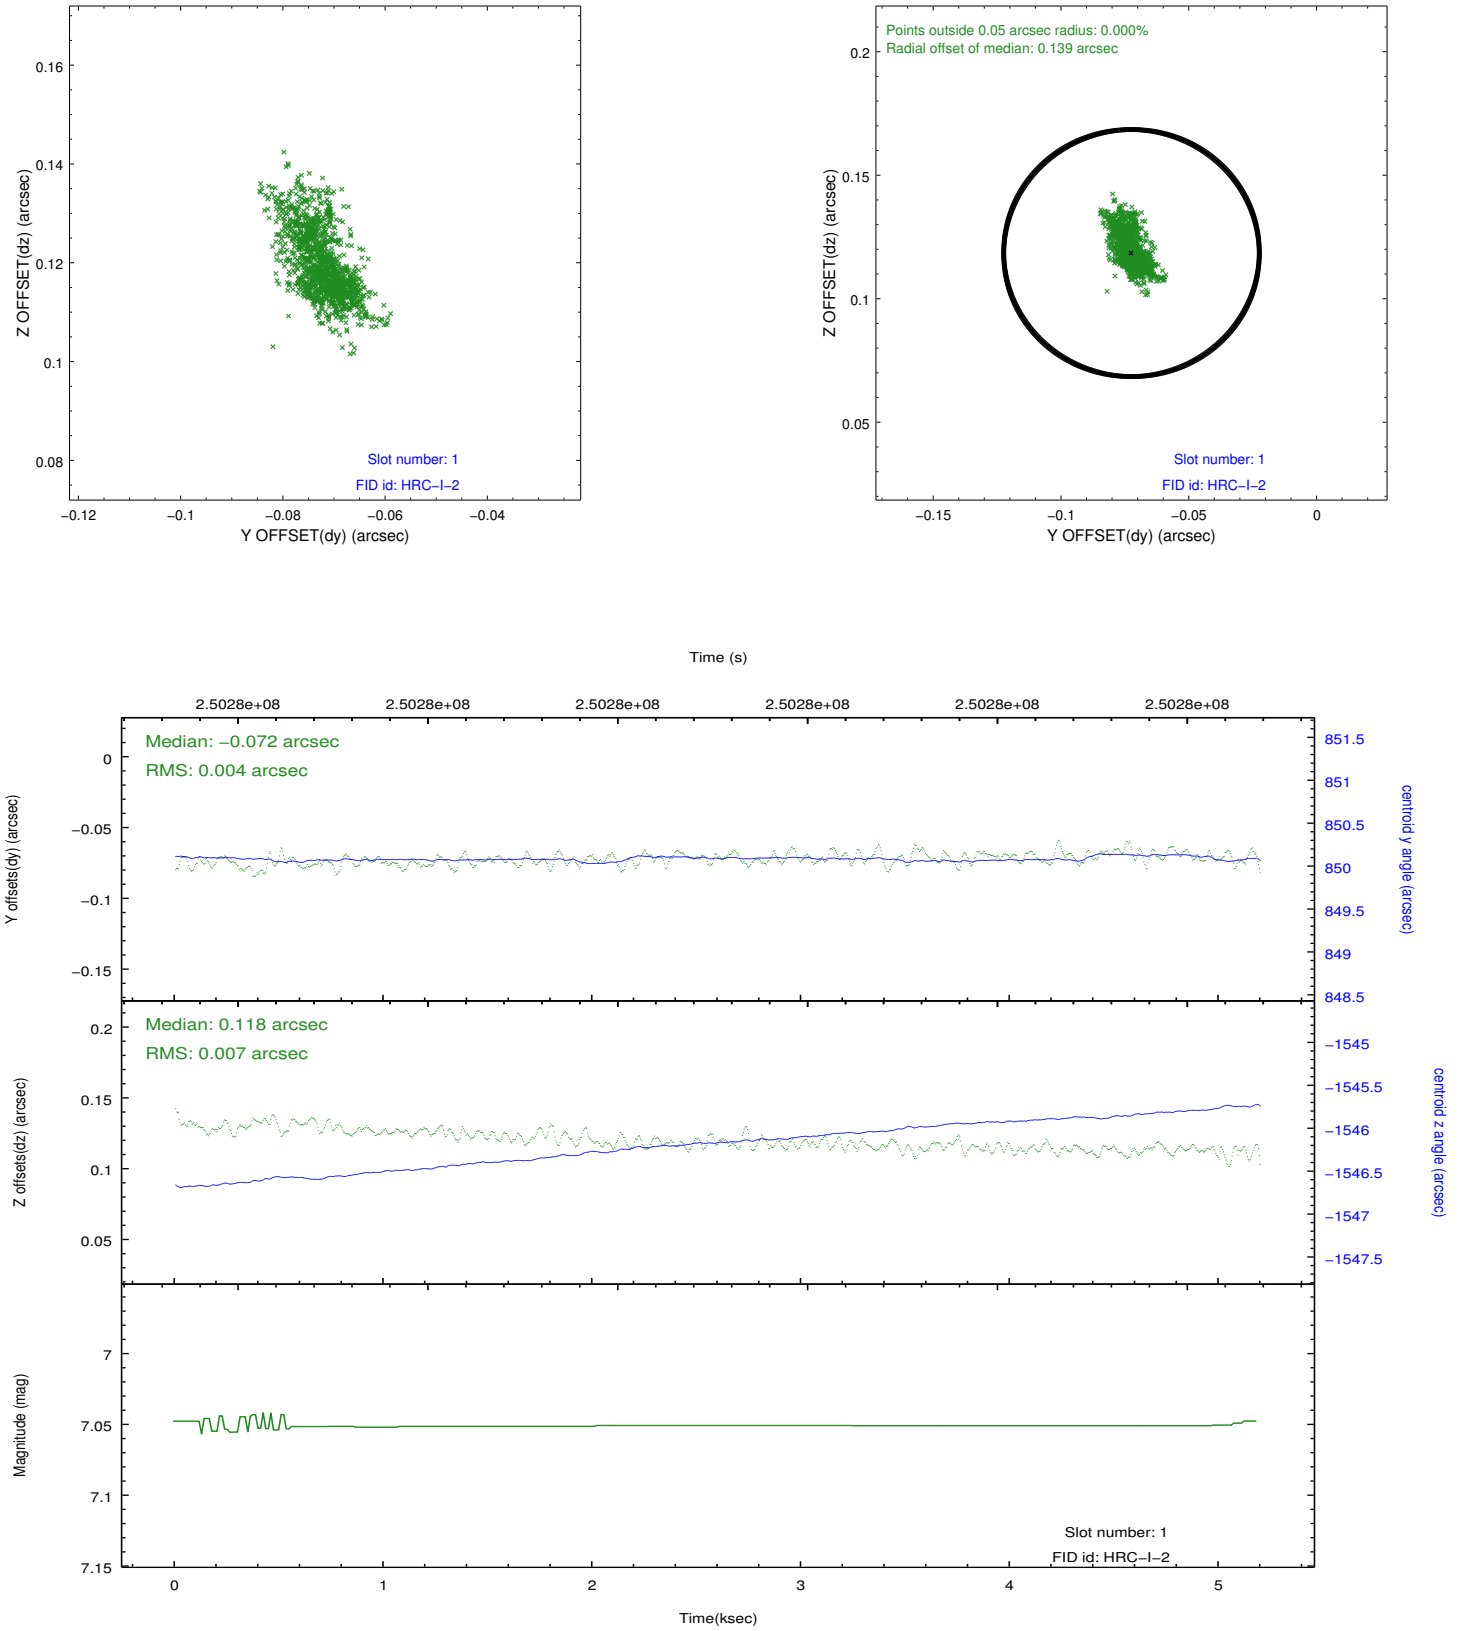 0.16
0.14
0.12
0.1
0.08
Z OFFSET(dz) (arcsec)
Slot number: 1
FID id: HRC−I−2
−0.12 −0.1 −0.08 −0.06 −0.04
Y OFFSET(dy) (arcsec)
Points outside 0.05 arcsec radius: 0.000%
Radial offset of median: 0.139 arcsec
0.2
0.15
0.1
0.05
Z OFFSET(dz) (arcsec)
Slot number: 1
FID id: HRC−I−2
−0.15 −0.1 −0.05 0
Y OFFSET(dy) (arcsec)
Time (s)
2.5028e+08 2.5028e+08 2.5028e+08 2.5028e+08 2.5028e+08 2.5028e+08
Median: −0.072 arcsec
RMS: 0.004 arcsec
0
−0.05
−0.1
−0.15
Y offsets(dy) (arcsec)
851.5
851
850.5
850
849.5
849
848.5
centroid y angle (arcsec)
Median: 0.118 arcsec
RMS: 0.007 arcsec
0.2
0.15
0.1
0.05
Z offsets(dz) (arcsec)
−1545
−1545.5
−1546
−1546.5
−1547
−1547.5
centroid z angle (arcsec)
7
7.05
7.1
7.15
Magnitude (mag)
Slot number: 1
FID id: HRC−I−2
0 1 2 3 4 5
Time(ksec)